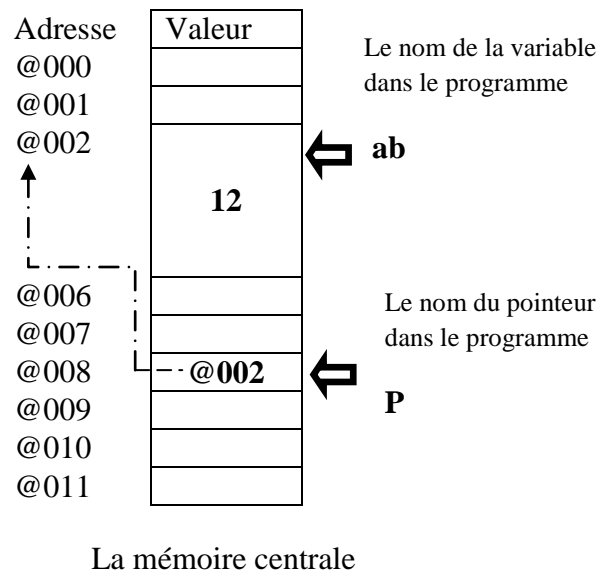 Adresse Valeur
Le nom de la variable
dans le programme
@000
@001
@002
ab
12
@006
Le nom du pointeur
dans le programme
@007
@008 @002
P
@009
@010
@011
La mémoire centrale